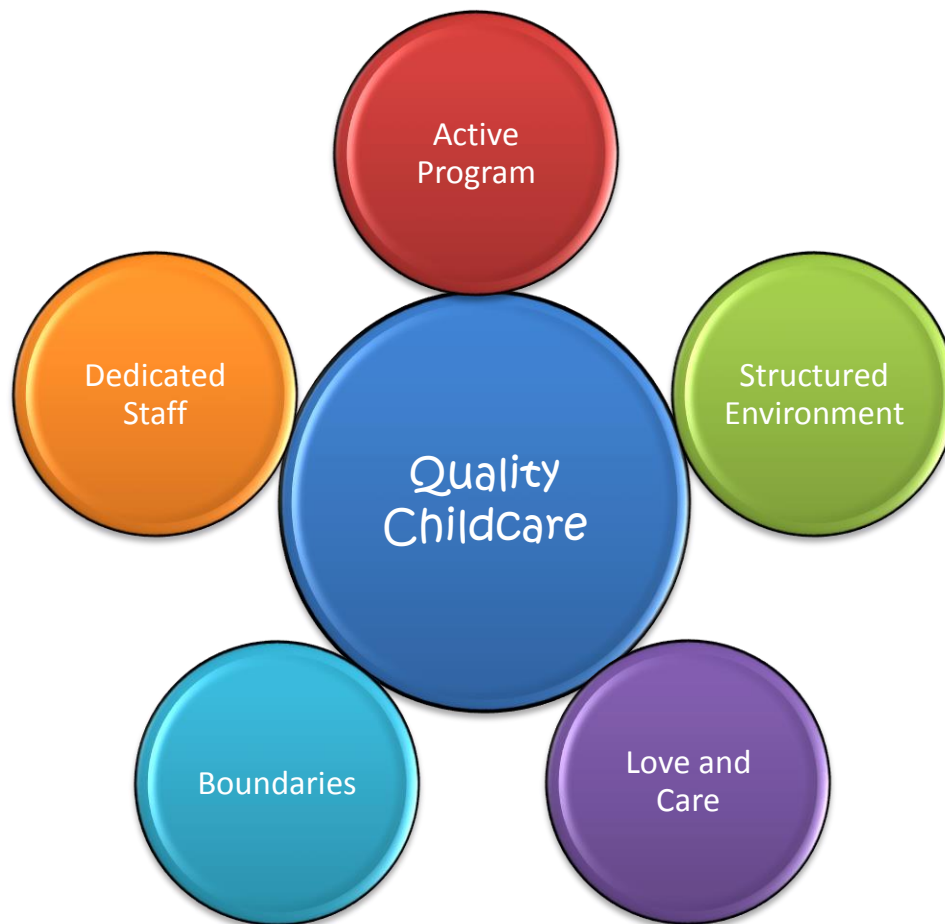 Active
Program
Dedicated
Staff
Structured
Environment
Quality
Childcare
Boundaries
Love and
Care